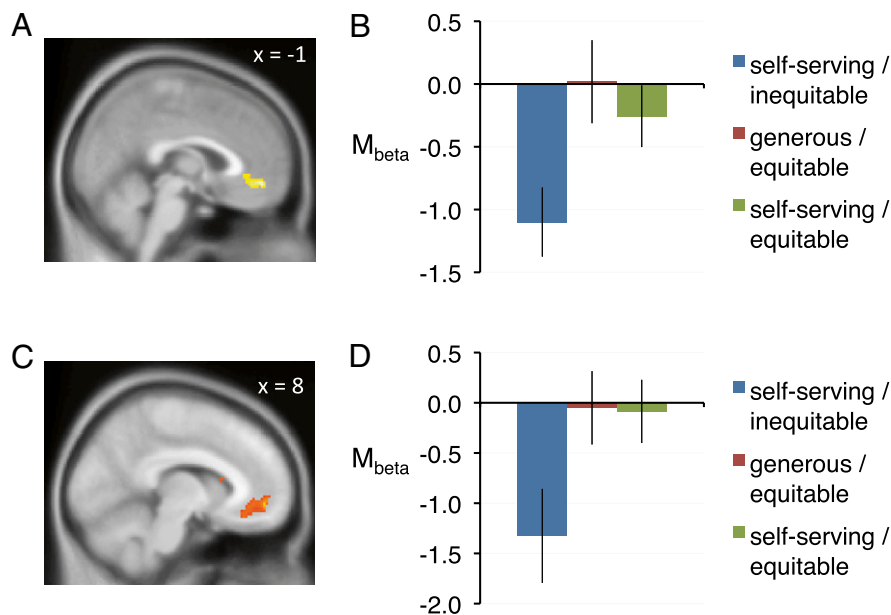 A
x = -1
B
0.5
0.0
-0.5
-1.0
-1.5
M_beta
self-serving /
inequitable
generous /
equitable
self-serving /
equitable
C
x = 8
D
0.5
0.0
-0.5
-1.0
-1.5
-2.0
M_beta
self-serving /
inequitable
generous /
equitable
self-serving /
equitable